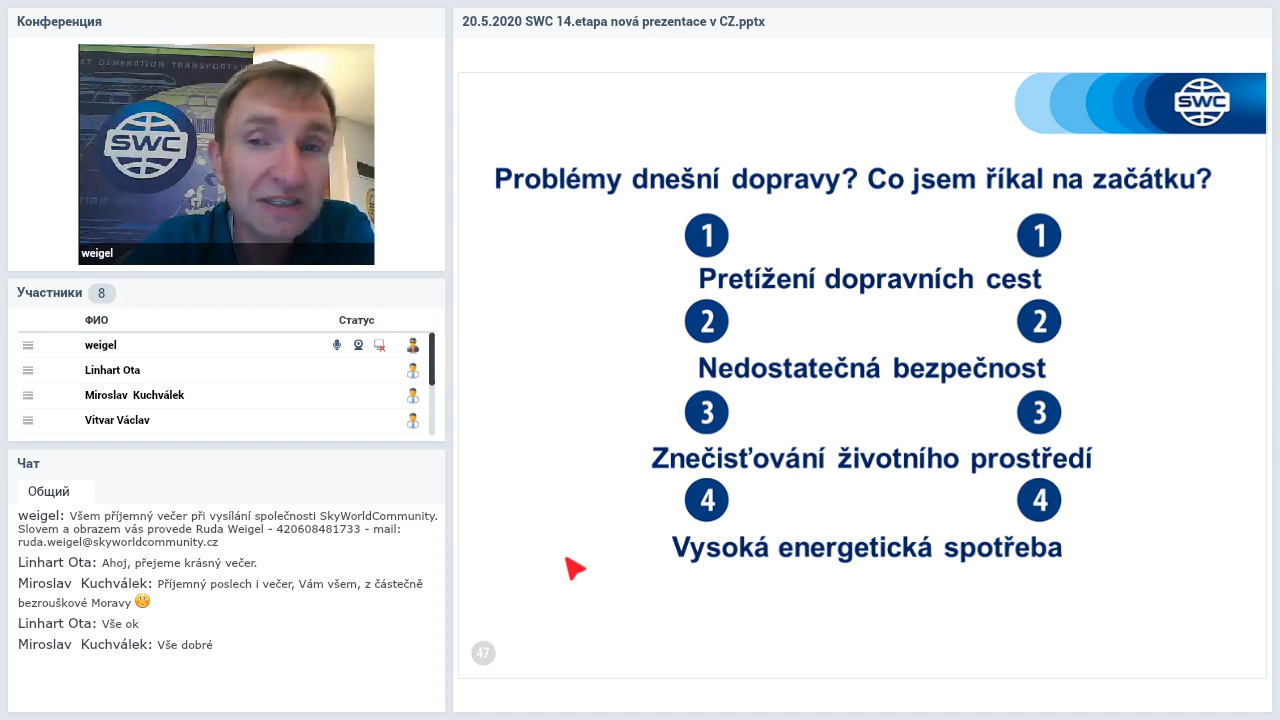 Конференция
XT GENERATION TRANSPORTA
SWC
weigel
Участники 8
ФИО Статус
weigel
Linhart Ota
Miroslav Kuchválek
Vitvar Václav
Чат
Общий
weigel: Všem příjemný večer při vysílání společnosti SkyWorldCommunity.
Slovem a obrazem vás provede Ruda Weigel - 420608481733 - mail:
ruda.weigel@skyworldcommunity.cz
Linhart Ota: Ahoj, přejeme krásný večer.
Miroslav Kuchválek: Příjemný poslech i večer, Vám všem, z částečně
bezrouškové Moravy
Linhart Ota: Vše ok
Miroslav Kuchválek: Vše dobré
20.5.2020 SWC 14.etapa nová prezentace v CZ.pptx
SWC
Problémy dnešní dopravy? Co jsem říkal na začátku?
1 1
Pretížení dopravních cest
2 2
Nedostatečná bezpečnost
3 3
Znečisťování životního prostředí
4 4
Vysoká energetická spotřeba
47